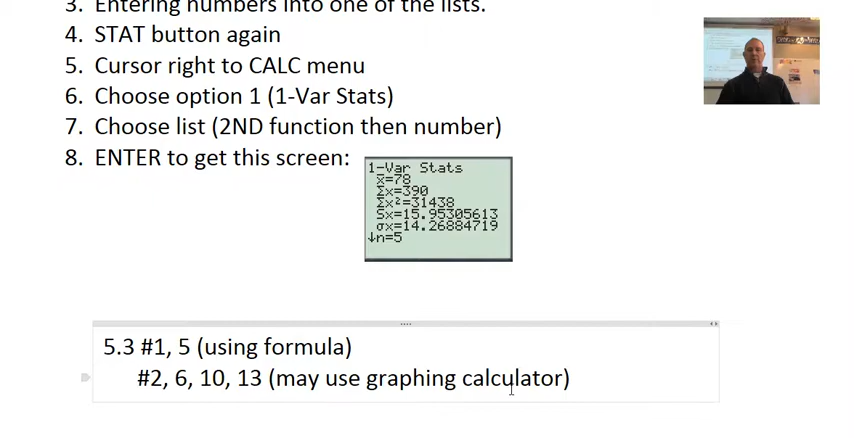 3. Entering numbers into one of the lists.
4. STAT button again
5. Cursor right to CALC menu
6. Choose option 1 (1-Var Stats)
7. Choose list (2ND function then number)
8. ENTER to get this screen:
1-Var Stats
x̄=78
Σx=390
Σx²=31438
Sx=15.95305613
σx=14.26884719
↓n=5
5.3 #1, 5 (using formula)
#2, 6, 10, 13 (may use graphing calculator)